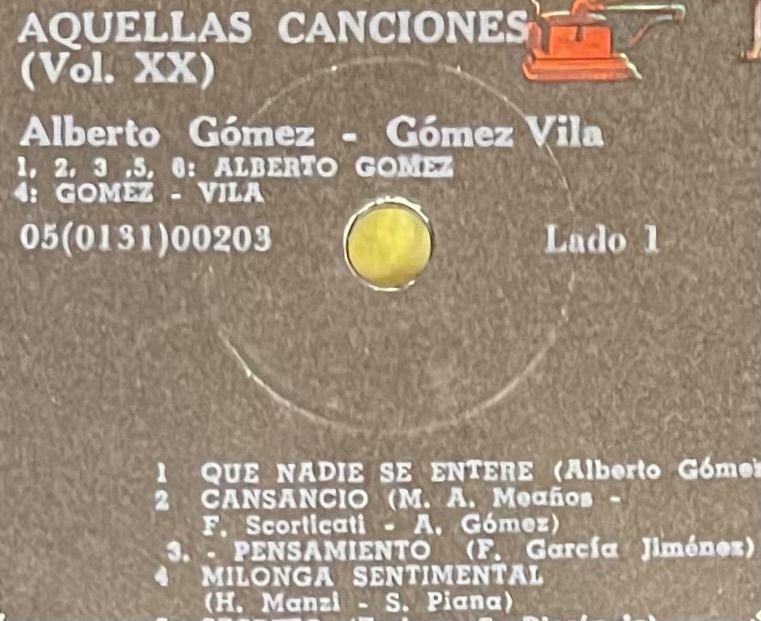 AQUELLAS CANCIONES
(Vol. XX)
Alberto Gómez - Gómez Vila
1, 2, 3 ,5, 6: ALBERTO GOMEZ
4: GOMEZ - VILA
05(0131)00203
Lado 1
1 QUE NADIE SE ENTERE (Alberto Gómez
2 CANSANCIO (M. A. Meaños -
F. Scorticati - A. Gómez)
3. - PENSAMIENTO (F. García Jiménez)
4 MILONGA SENTIMENTAL
(H. Manzi - S. Piana)